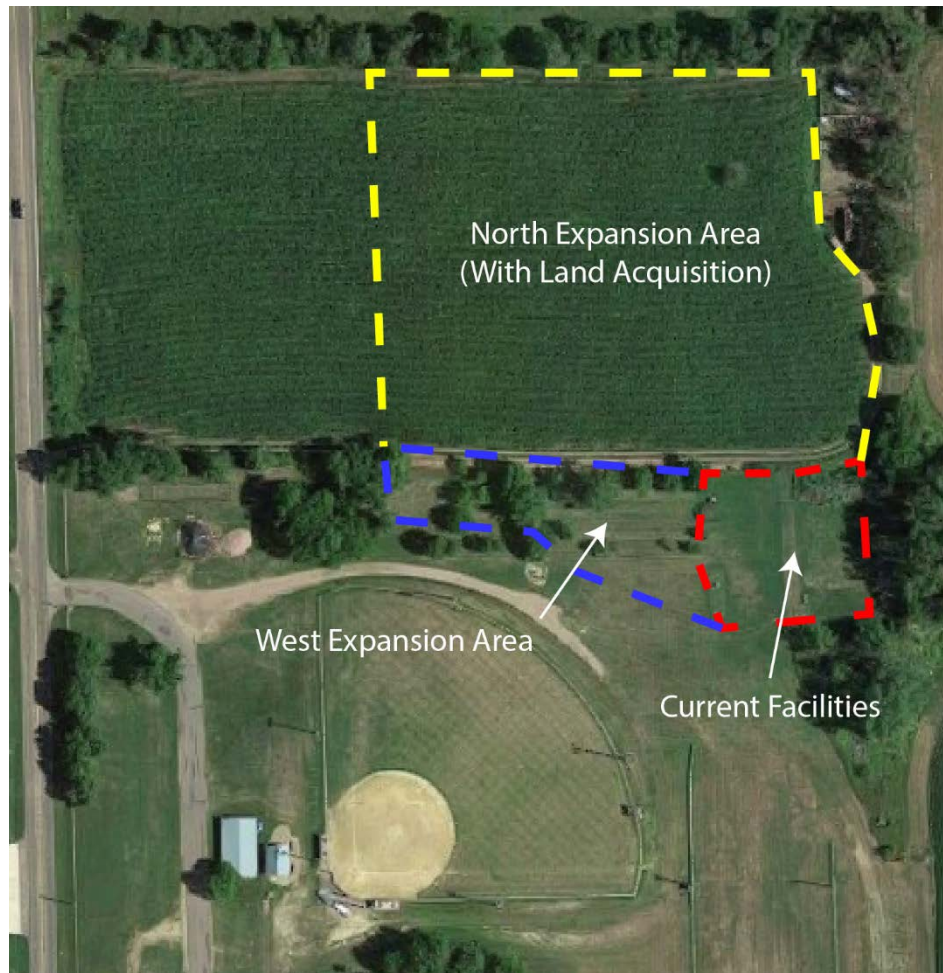 North Expansion Area
(With Land Acquisition)
West Expansion Area
Current Facilities